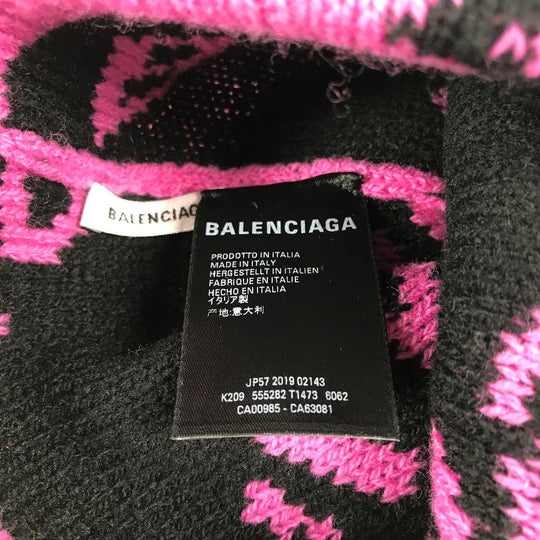 BALENCIAG
BALENCIAGA
PRODOTTO IN ITALIA
MADE IN ITALY
HERGESTELLT IN ITALIEN
FABRIQUE EN ITALIE
HECHO EN ITALIA
イタリア製
产地:意大利
JP57 2019 02143
K209 555282 T1473 6062
CA00985 - CA63081